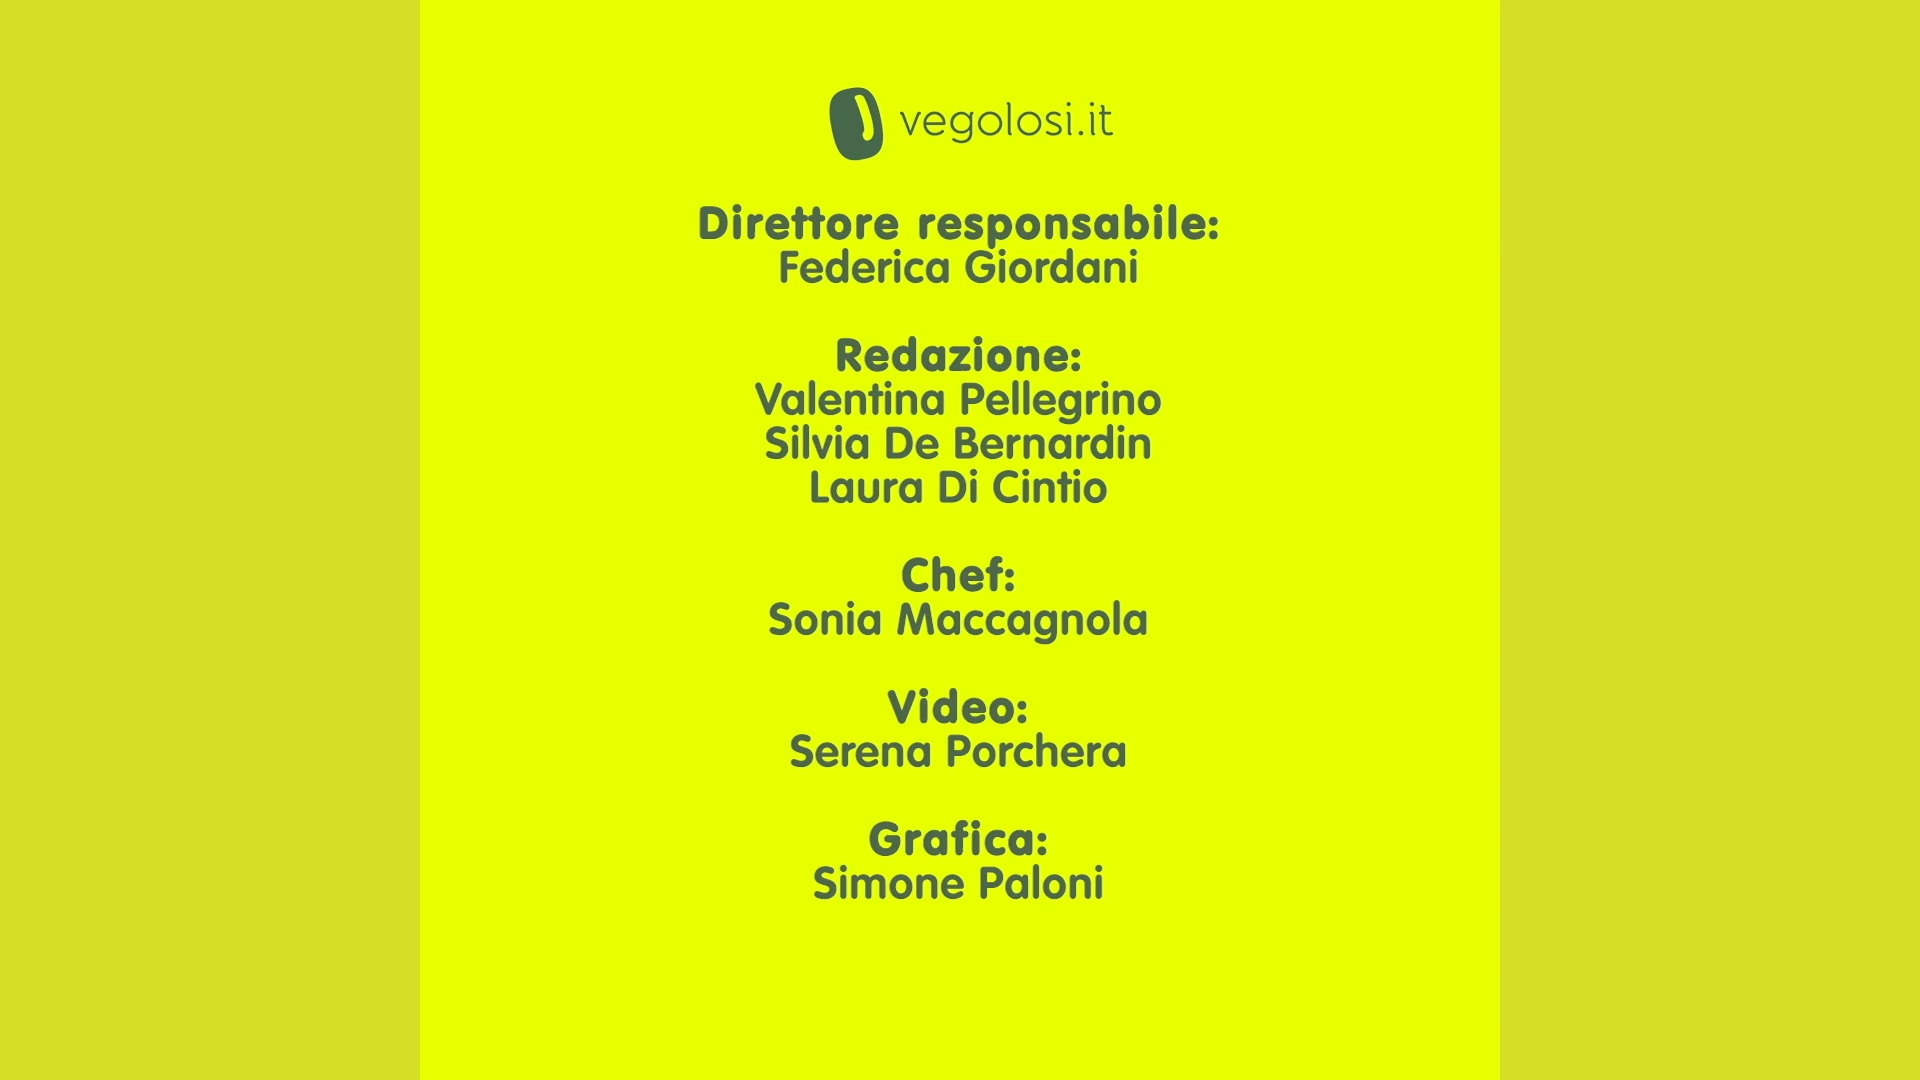 vegolosi.it
Direttore responsabile:
Federica Giordani
Redazione:
Valentina Pellegrino
Silvia De Bernardin
Laura Di Cintio
Chef:
Sonia Maccagnola
Video:
Serena Porchera
Grafica:
Simone Paloni